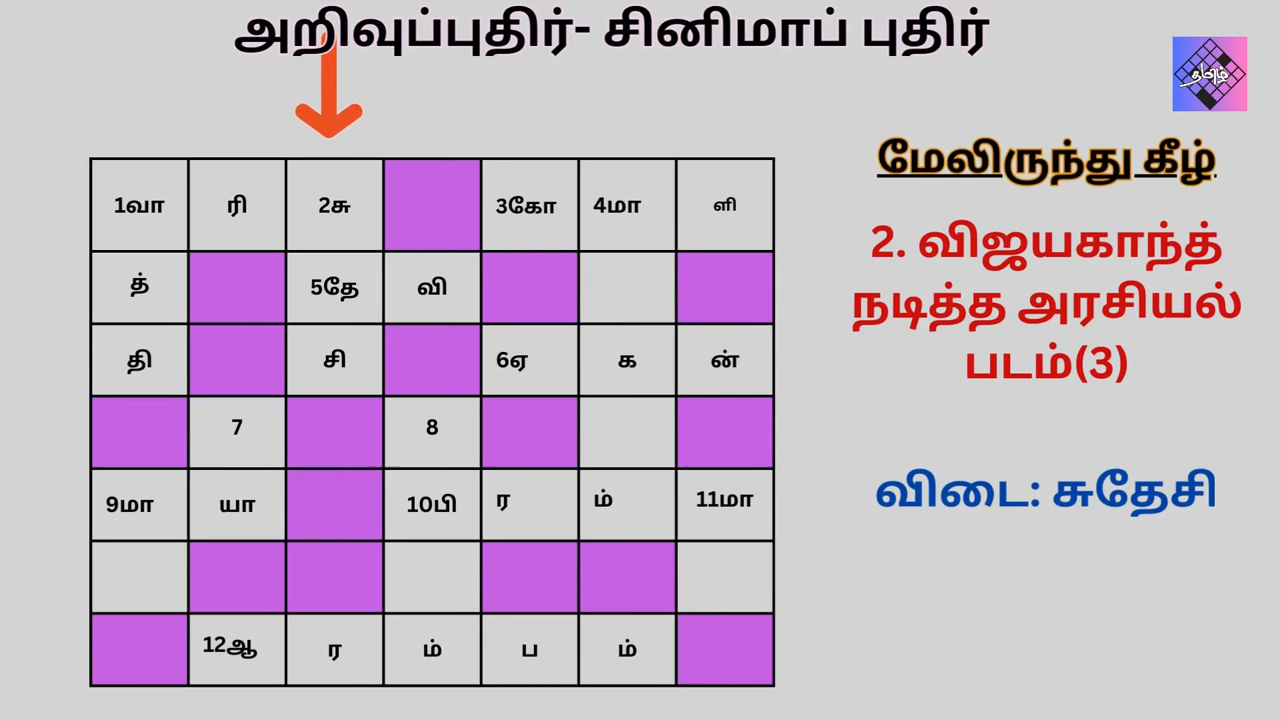 அறிவுப்புதிர்- சினிமாப் புதிர்
தமிழ்
மேலிருந்து கீழ்
2. விஜயகாந்த்
நடித்த அரசியல்
படம்(3)
விடை: சுதேசி
1வா ரி 2சு 3கோ 4மா ளி
த் 5தே வி
தி சி 6ஏ க ன்
7 8
9மா யா 10பி ர ம் 11மா
12ஆ ர ம் ப ம்